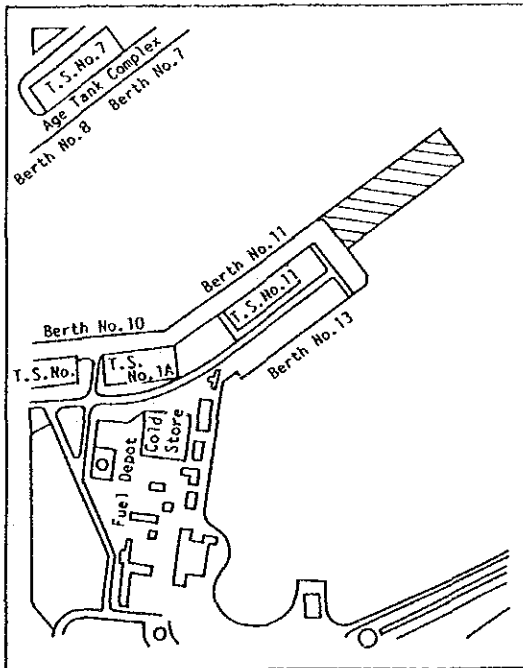 T.S.No.7
Age Tank Complex
Berth No.8 Berth No.7
Berth No.11
T.S.No.11
Berth No.10
Berth No.13
T.S.No.
T.S.
No.1A
Cold
Store
Fuel Depot